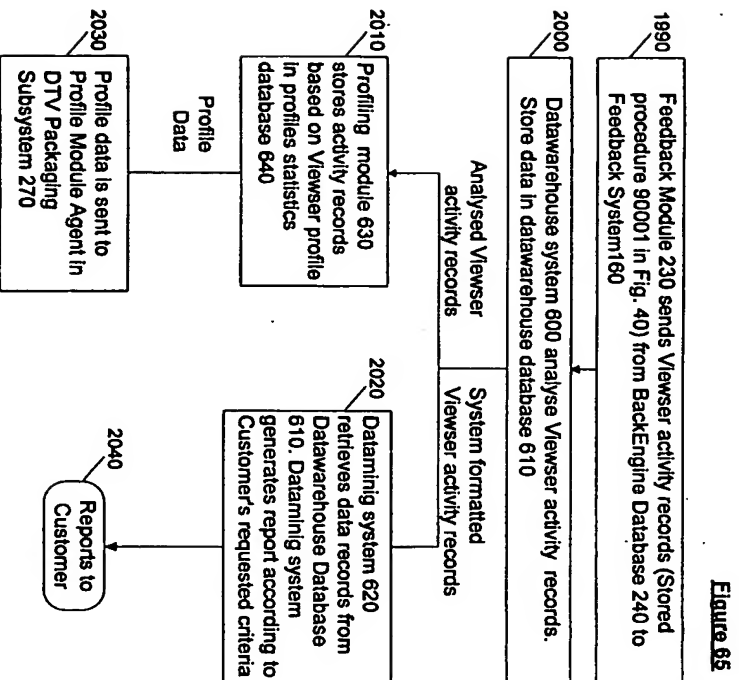 Figure 65
1990
Feedback Module 230 sends Viewser activity records (Stored
procedure 90001 in Fig. 40) from BackEngine Database 240 to
Feedback System160
2000
Datawarehouse system 600 analyse Viewser activity records.
Store data in datawarehouse database 610
Analysed Viewser
activity records
System formatted
Viewser activity records
2010
Profiling module 630
stores activity records
based on Viewser profile
in profiles statistics
database 640
2020
Dataminig system 620
retrieves data records from
Datawarehouse Database
610. Dataminig system
generates report according to
Customer's requested criteria
Profile
Data
2030
Profile data is sent to
Profile Module Agent in
DTV Packaging
Subsystem 270
2040
Reports to
Customer